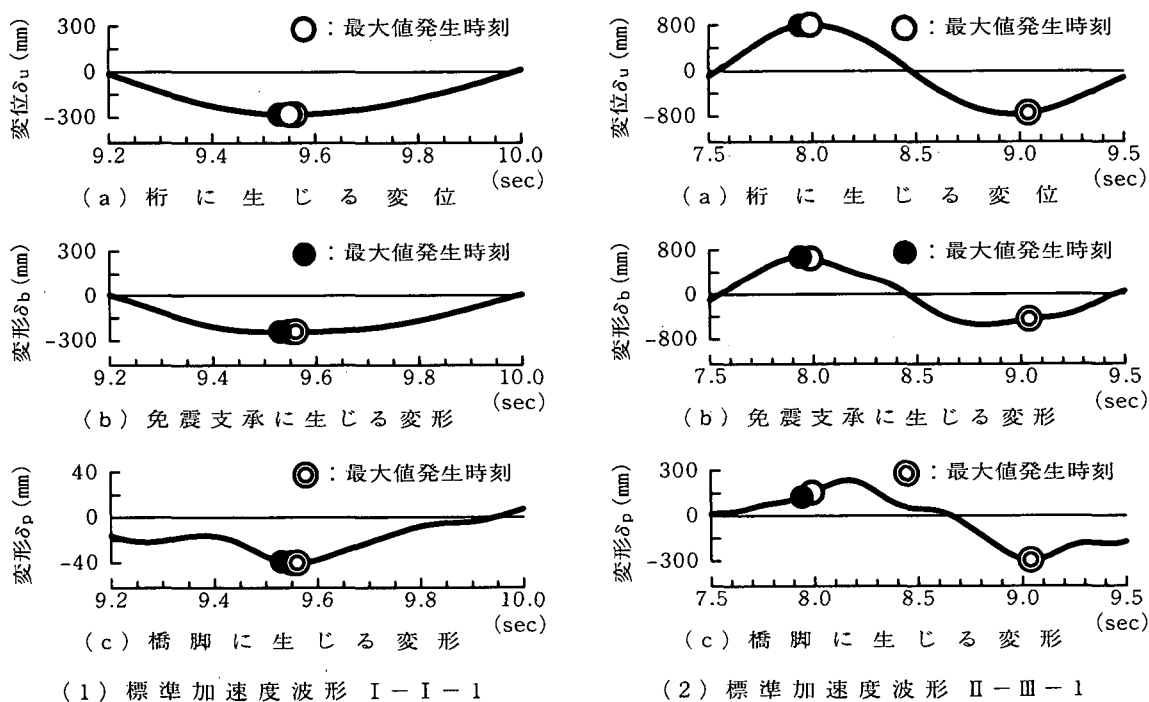 変位δu (mm)
300
0
-300
○：最大値発生時刻
9.2 9.4 9.6 9.8 10.0
(sec)
(a) 桁に生じる変位
変形δb (mm)
300
0
-300
●：最大値発生時刻
9.2 9.4 9.6 9.8 10.0
(sec)
(b) 免震支承に生じる変形
変形δp (mm)
40
0
-40
◎：最大値発生時刻
9.2 9.4 9.6 9.8 10.0
(sec)
(c) 橋脚に生じる変形
(1) 標準加速度波形 Ⅰ－Ⅰ－1
変位δu (mm)
800
0
-800
○：最大値発生時刻
7.5 8.0 8.5 9.0 9.5
(sec)
(a) 桁に生じる変位
変形δb (mm)
800
0
-800
●：最大値発生時刻
7.5 8.0 8.5 9.0 9.5
(sec)
(b) 免震支承に生じる変形
変形δp (mm)
300
0
-300
◎：最大値発生時刻
7.5 8.0 8.5 9.0 9.5
(sec)
(c) 橋脚に生じる変形
(2) 標準加速度波形 Ⅱ－Ⅲ－1